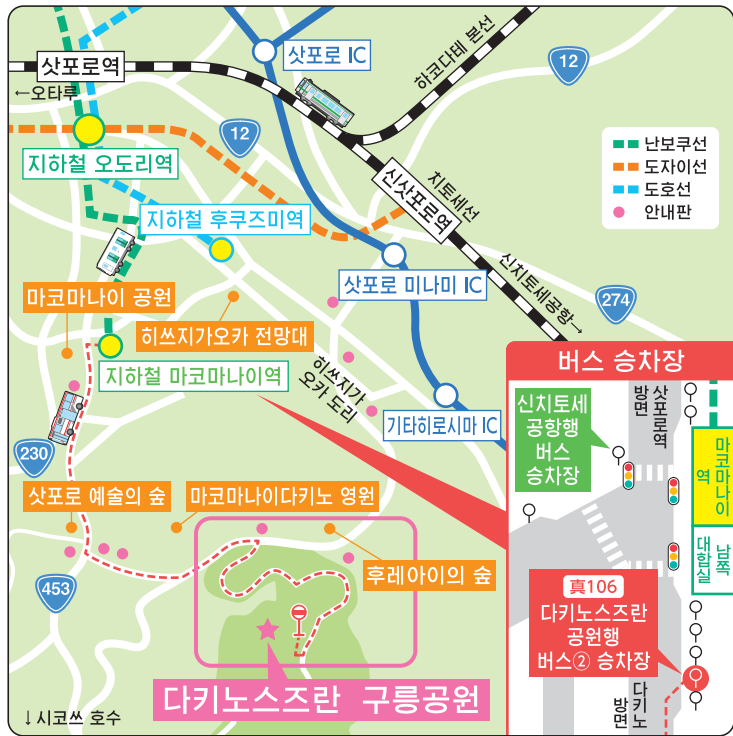 삿포로 IC
하코다테 본선
12
삿포로역
←오타루
12
지하철 오도리역
신삿포로역
치토세선
난보쿠선
도자이선
도호선
안내판
지하철 후쿠즈미역
삿포로 미나미 IC
신치토세공항→
274
마코마나이 공원
히쓰지가오카 전망대
지하철 마코마나이역
히쓰지가
오카 도리
기타히로시마 IC
230
삿포로 예술의 숲
마코마나이다키노 영원
후레아이의 숲
453
다키노스즈란 구릉공원
↓시코쓰 호수
버스 승차장
신치토세
공항행
버스
승차장
삿포로역
방면
마코마나이
역
남쪽
대합실
真106
다키노스즈란
공원행
버스② 승차장
다키노
방면